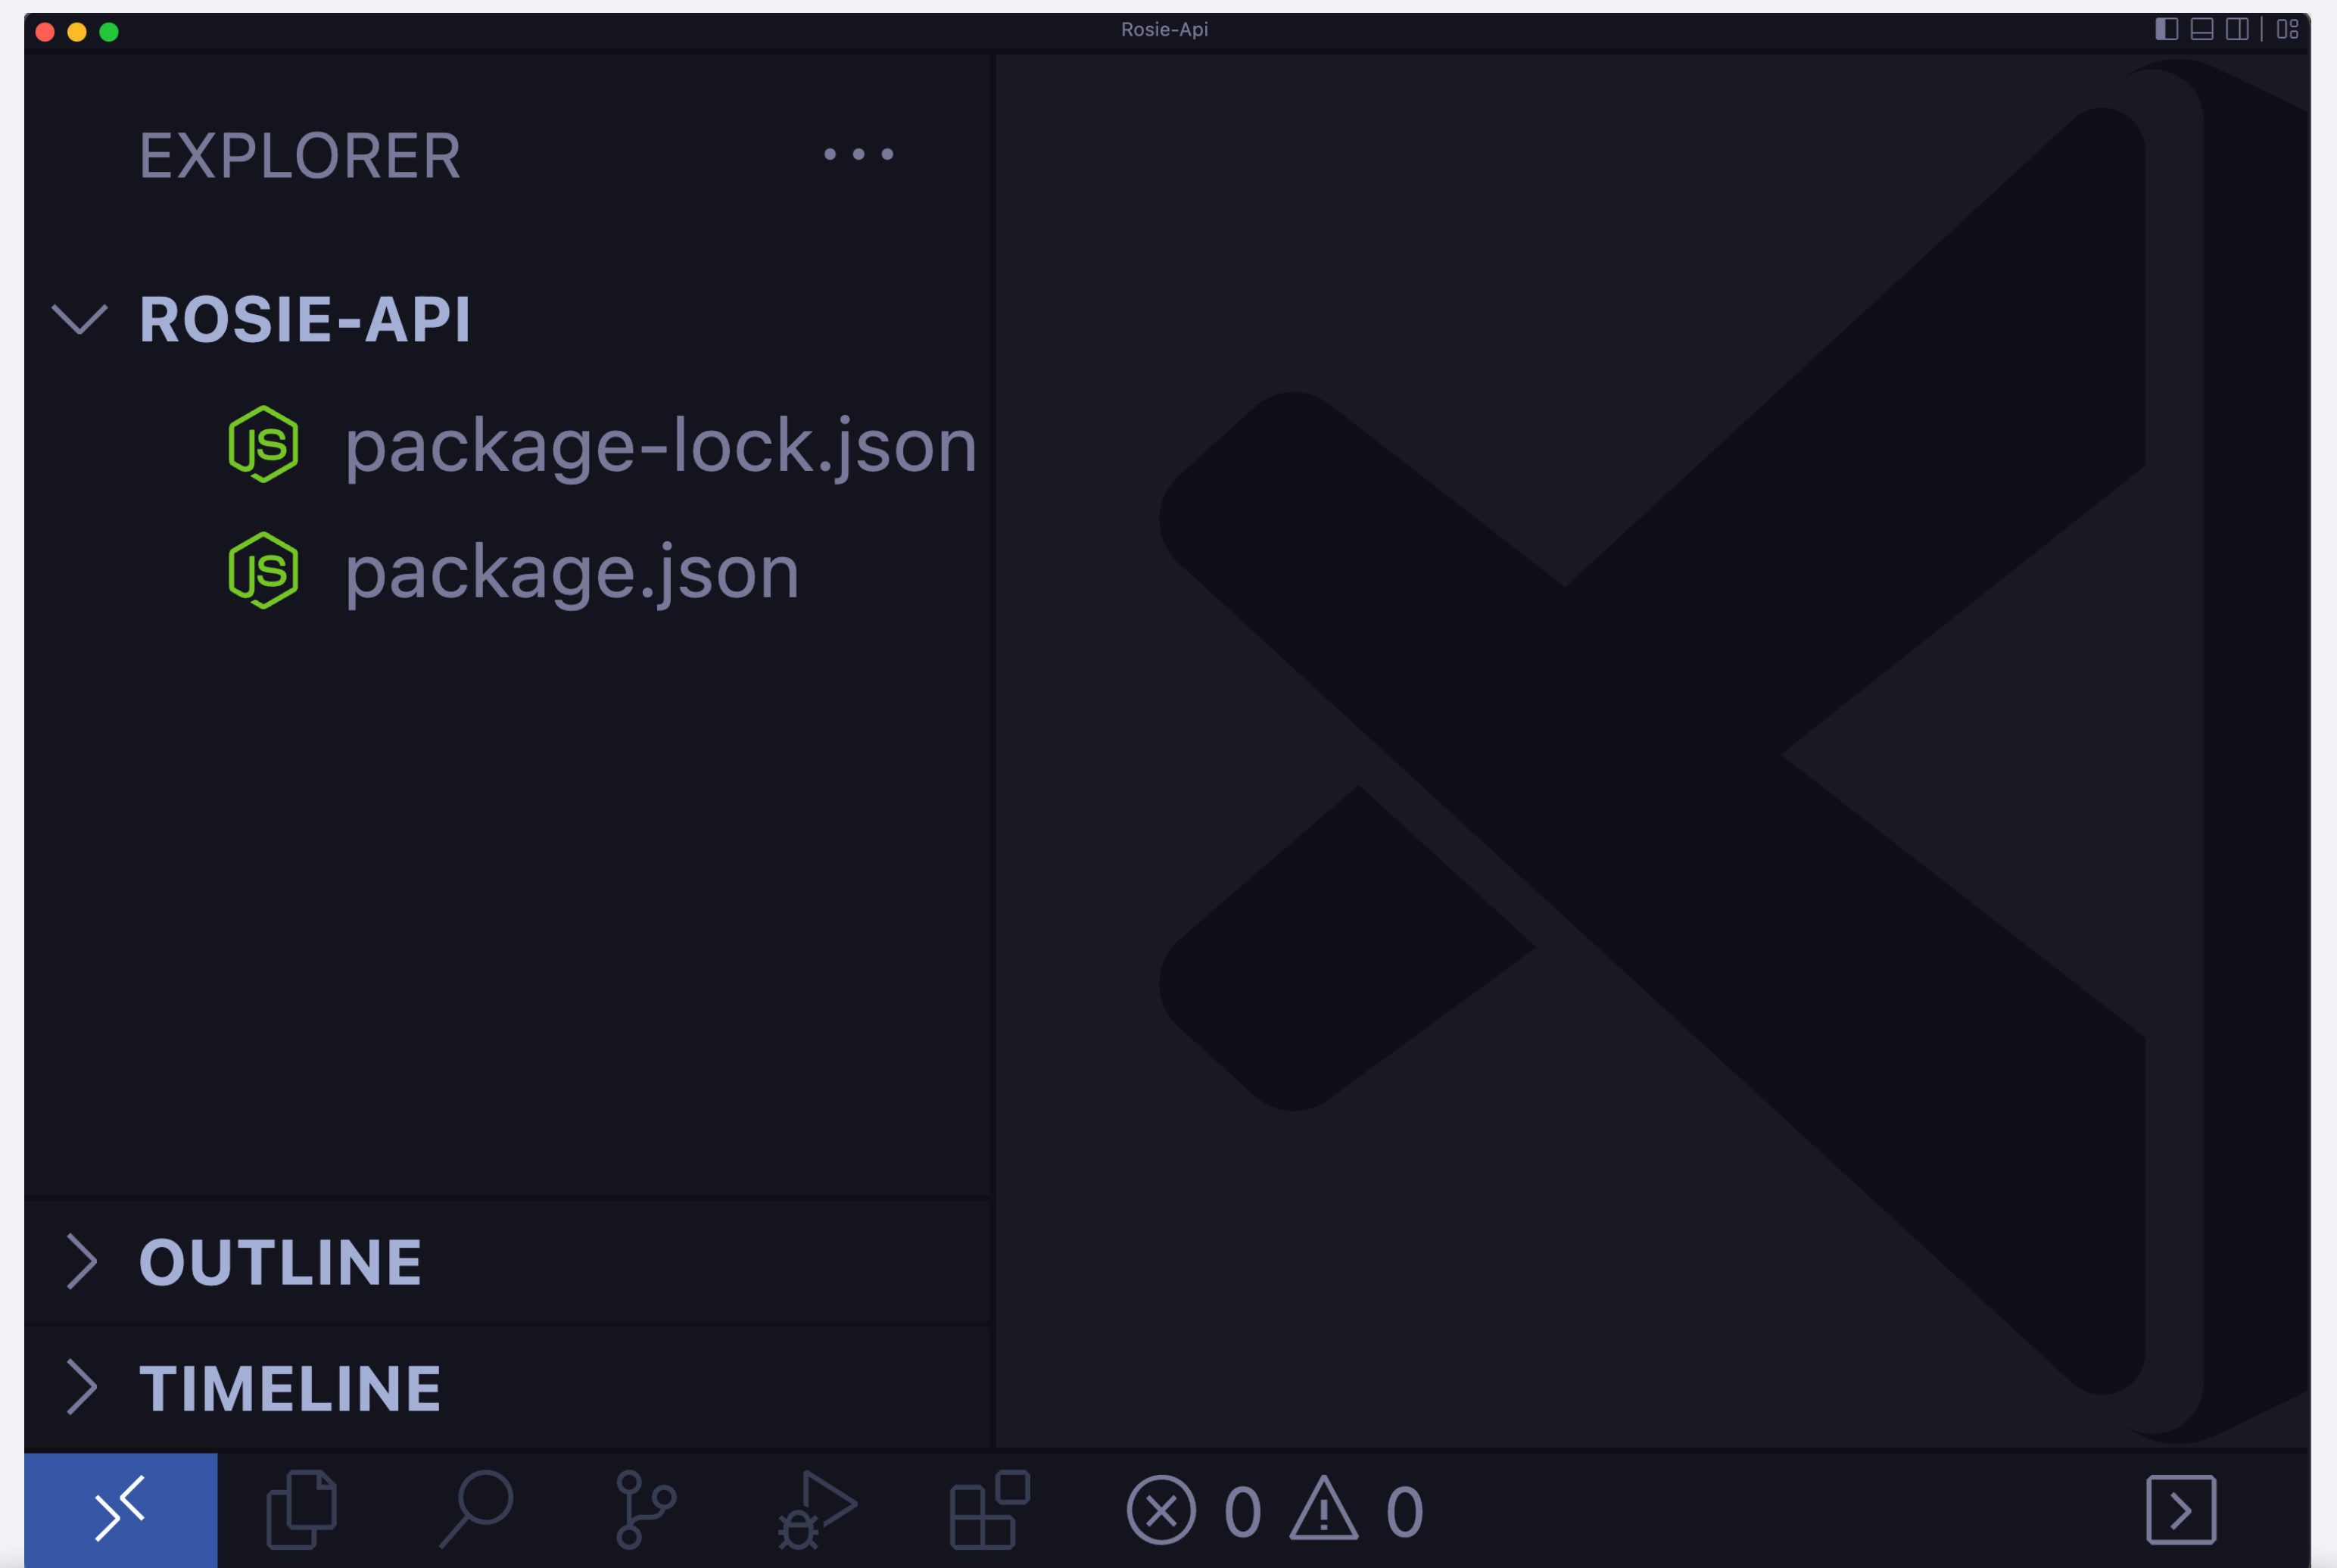 Rosie-Api
EXPLORER
ROSIE-API
package-lock.json
package.json
OUTLINE
TIMELINE
0 0